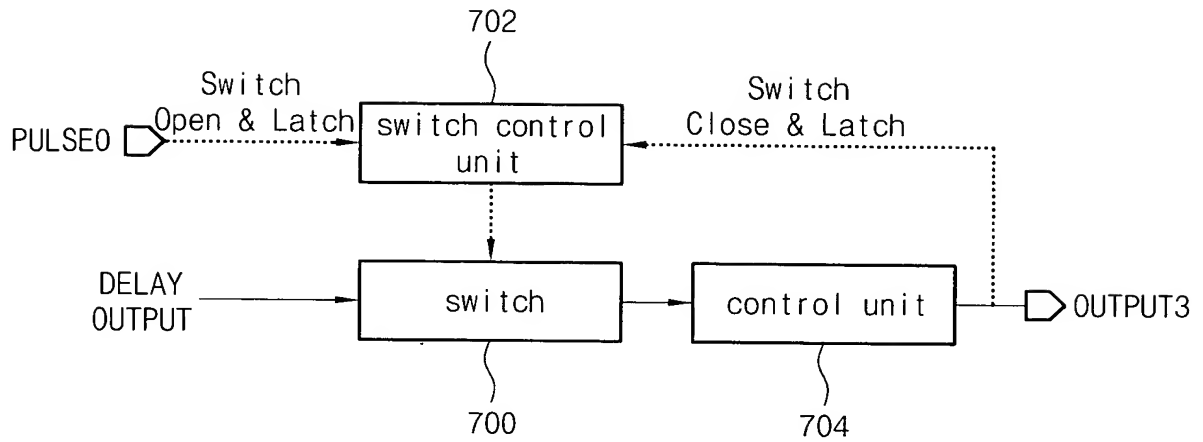 702
Switch
Open & Latch
PULSE0
switch control
unit
Switch
Close & Latch
DELAY
OUTPUT
switch
control unit
OUTPUT3
700
704